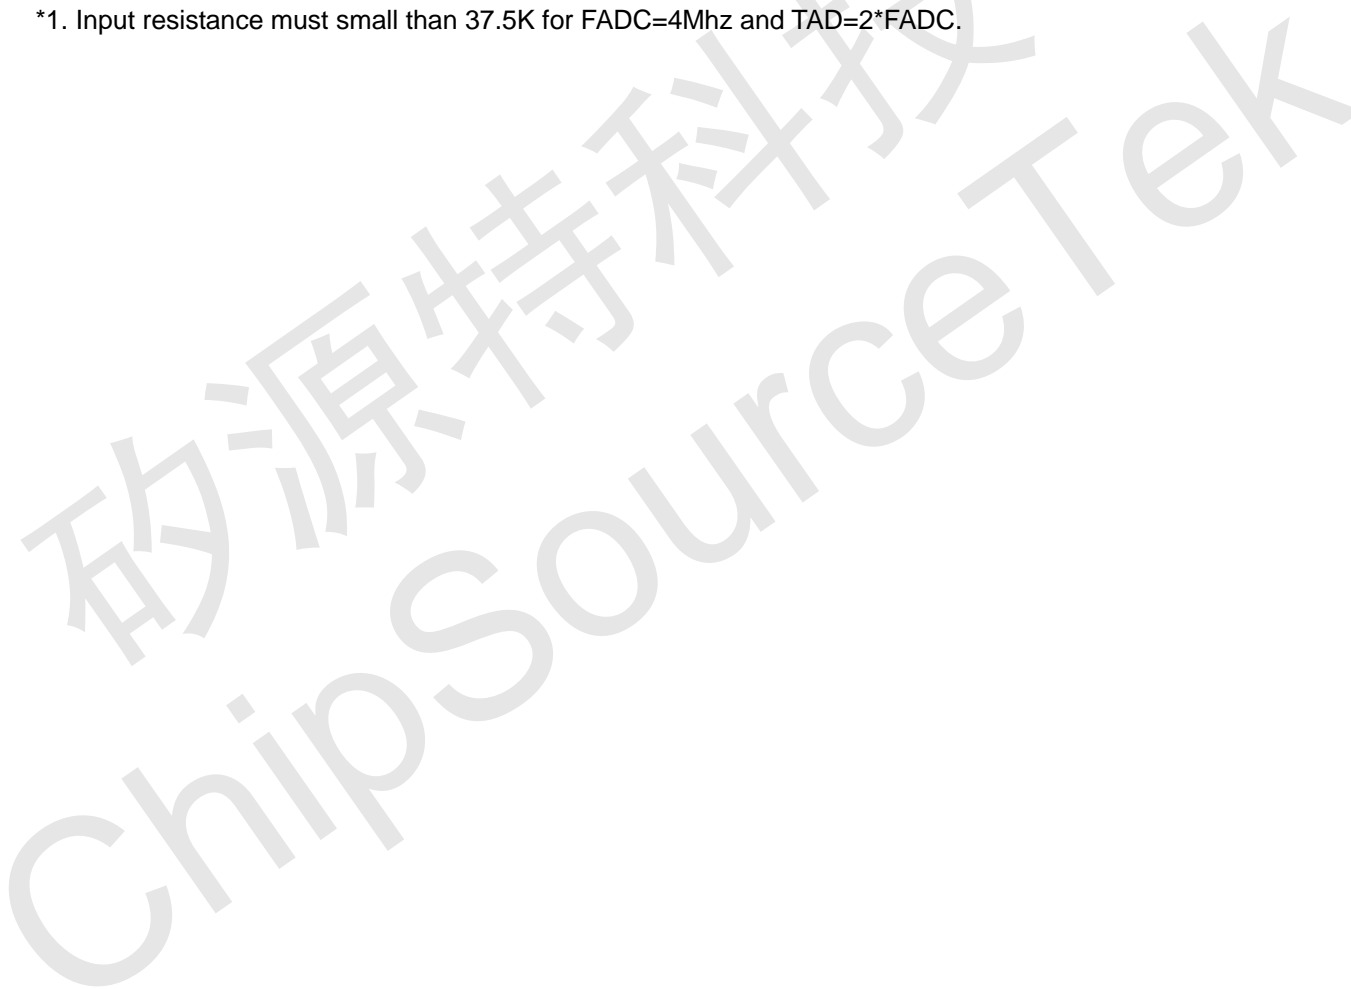 *1. Input resistance must small than 37.5K for FADC=4Mhz and TAD=2*FADC.
矽源特科技
ChipSourceTek